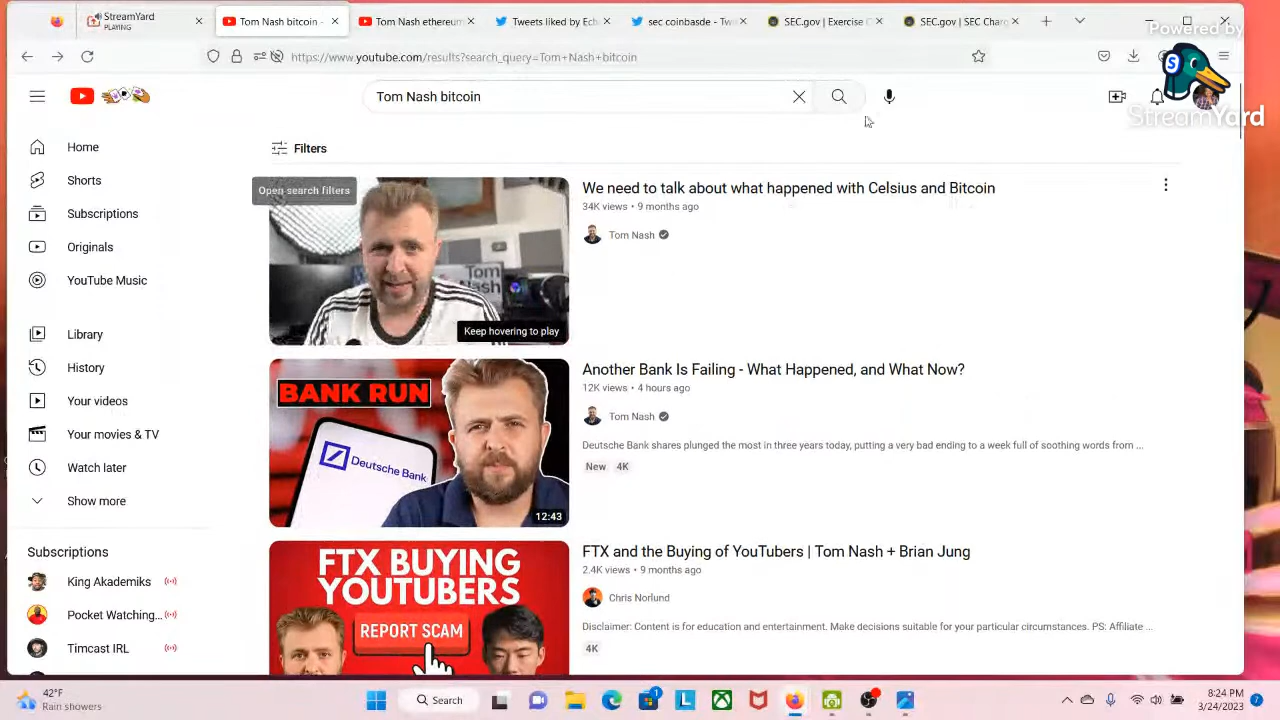 StreamYard
PLAYING
Tom Nash bitcoin -
Tom Nash ethereum
Tweets liked by Ech
sec coinbasde - Tw
SEC.gov | Exercise C
SEC.gov | SEC Charg
Powered by
https://www.youtube.com/results?search_query=Tom+Nash+bitcoin
S
StreamYard
Tom Nash bitcoin
Home
Shorts
Subscriptions
Originals
YouTube Music
Library
History
Your videos
Your movies & TV
Watch later
Show more
Subscriptions
King Akademiks
Pocket Watching...
Timcast IRL
Filters
Open search filters
Tom
Nash
Keep hovering to play
We need to talk about what happened with Celsius and Bitcoin
34K views • 9 months ago
Tom Nash
BANK RUN
Deutsche Bank
12:43
Another Bank Is Failing - What Happened, and What Now?
12K views • 4 hours ago
Tom Nash
Deutsche Bank shares plunged the most in three years today, putting a very bad ending to a week full of soothing words from ...
New 4K
FTX BUYING
YOUTUBERS
REPORT SCAM
FTX and the Buying of YouTubers | Tom Nash + Brian Jung
2.4K views • 9 months ago
Chris Norlund
Disclaimer: Content is for education and entertainment. Make decisions suitable for your particular circumstances. PS: Affiliate ...
4K
42°F
Rain showers
Search
1
L
8:24 PM
3/24/2023
7